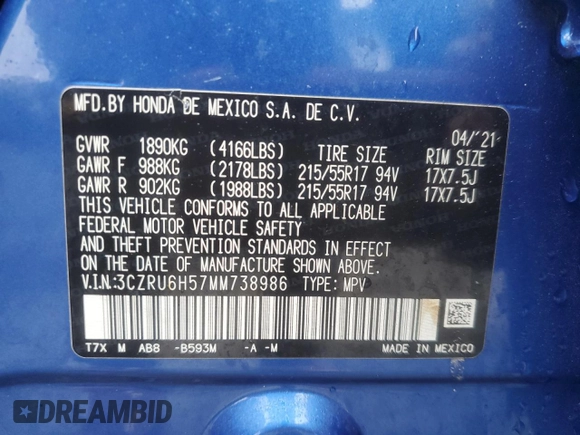 MFD.BY HONDA DE MEXICO S.A. DE C.V.
04/'21
GVWR 1890KG (4166LBS) TIRE SIZE RIM SIZE
GAWR F 988KG (2178LBS) 215/55R17 94V 17X7.5J
GAWR R 902KG (1988LBS) 215/55R17 94V 17X7.5J
THIS VEHICLE CONFORMS TO ALL APPLICABLE
FEDERAL MOTOR VEHICLE SAFETY
AND THEFT PREVENTION STANDARDS IN EFFECT
ON THE DATE OF MANUFACTURE SHOWN ABOVE.
V.I.N:3CZRU6H57MM738986 TYPE: MPV
T7X M AB8 -B593M -A -M MADE IN MEXICO
DREAMBID